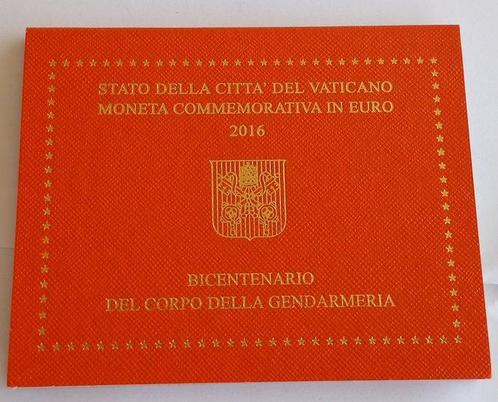 STATO DELLA CITTA' DEL VATICANO
MONETA COMMEMORATIVA IN EURO
2016
BICENTENARIO
DEL CORPO DELLA GENDARMERIA